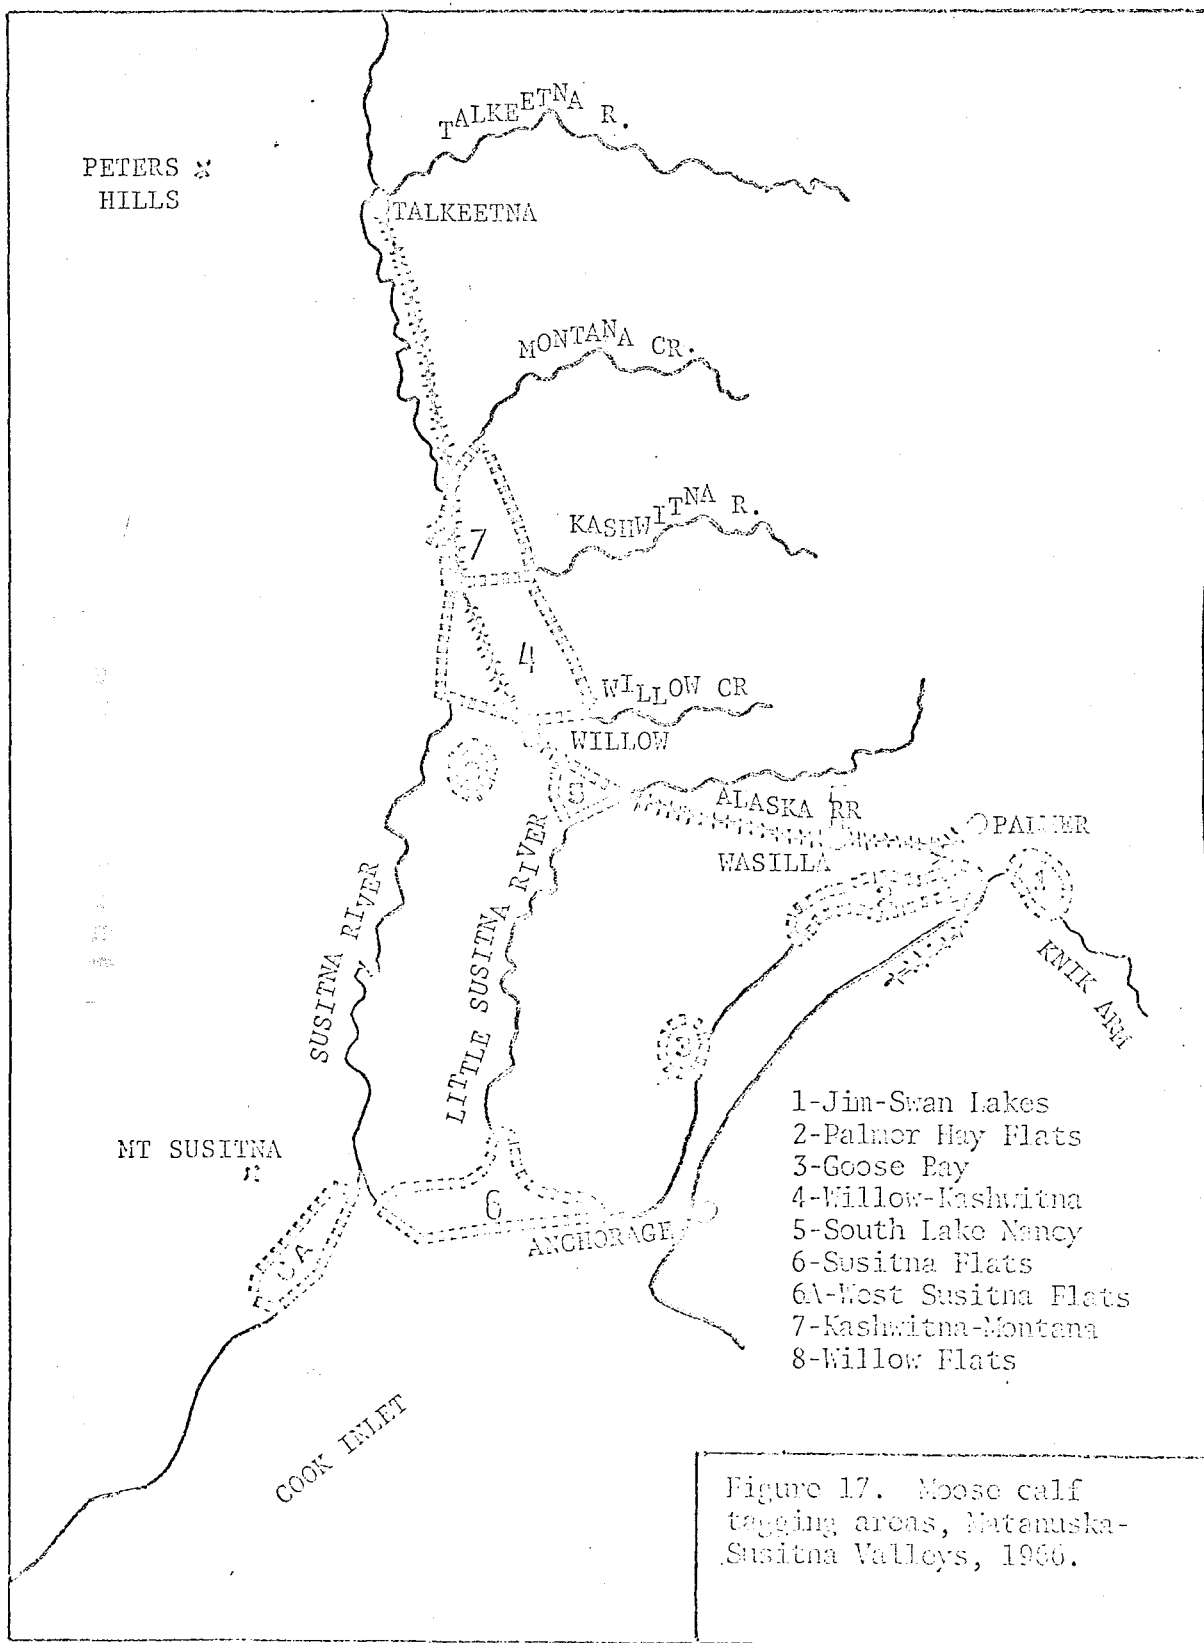 TALKEETNA R.
PETERS
HILLS
TALKEETNA
MONTANA CR.
KASHWITNA R.
7
4
WILLOW CR
WILLOW
ALASKA RR
PALMER
WASILLA
SUSITNA RIVER
LITTLE SUSITNA RIVER
KNIK ARM
3
MT SUSITNA
6
6A
ANCHORAGE
COOK INLET
1-Jim-Swan Lakes
2-Palmer Hay Flats
3-Goose Bay
4-Willow-Kashwitna
5-South Lake Nancy
6-Susitna Flats
6A-West Susitna Flats
7-Kashwitna-Montana
8-Willow Flats
Figure 17. Moose calf
tagging areas, Matanuska-
Susitna Valleys, 1966.